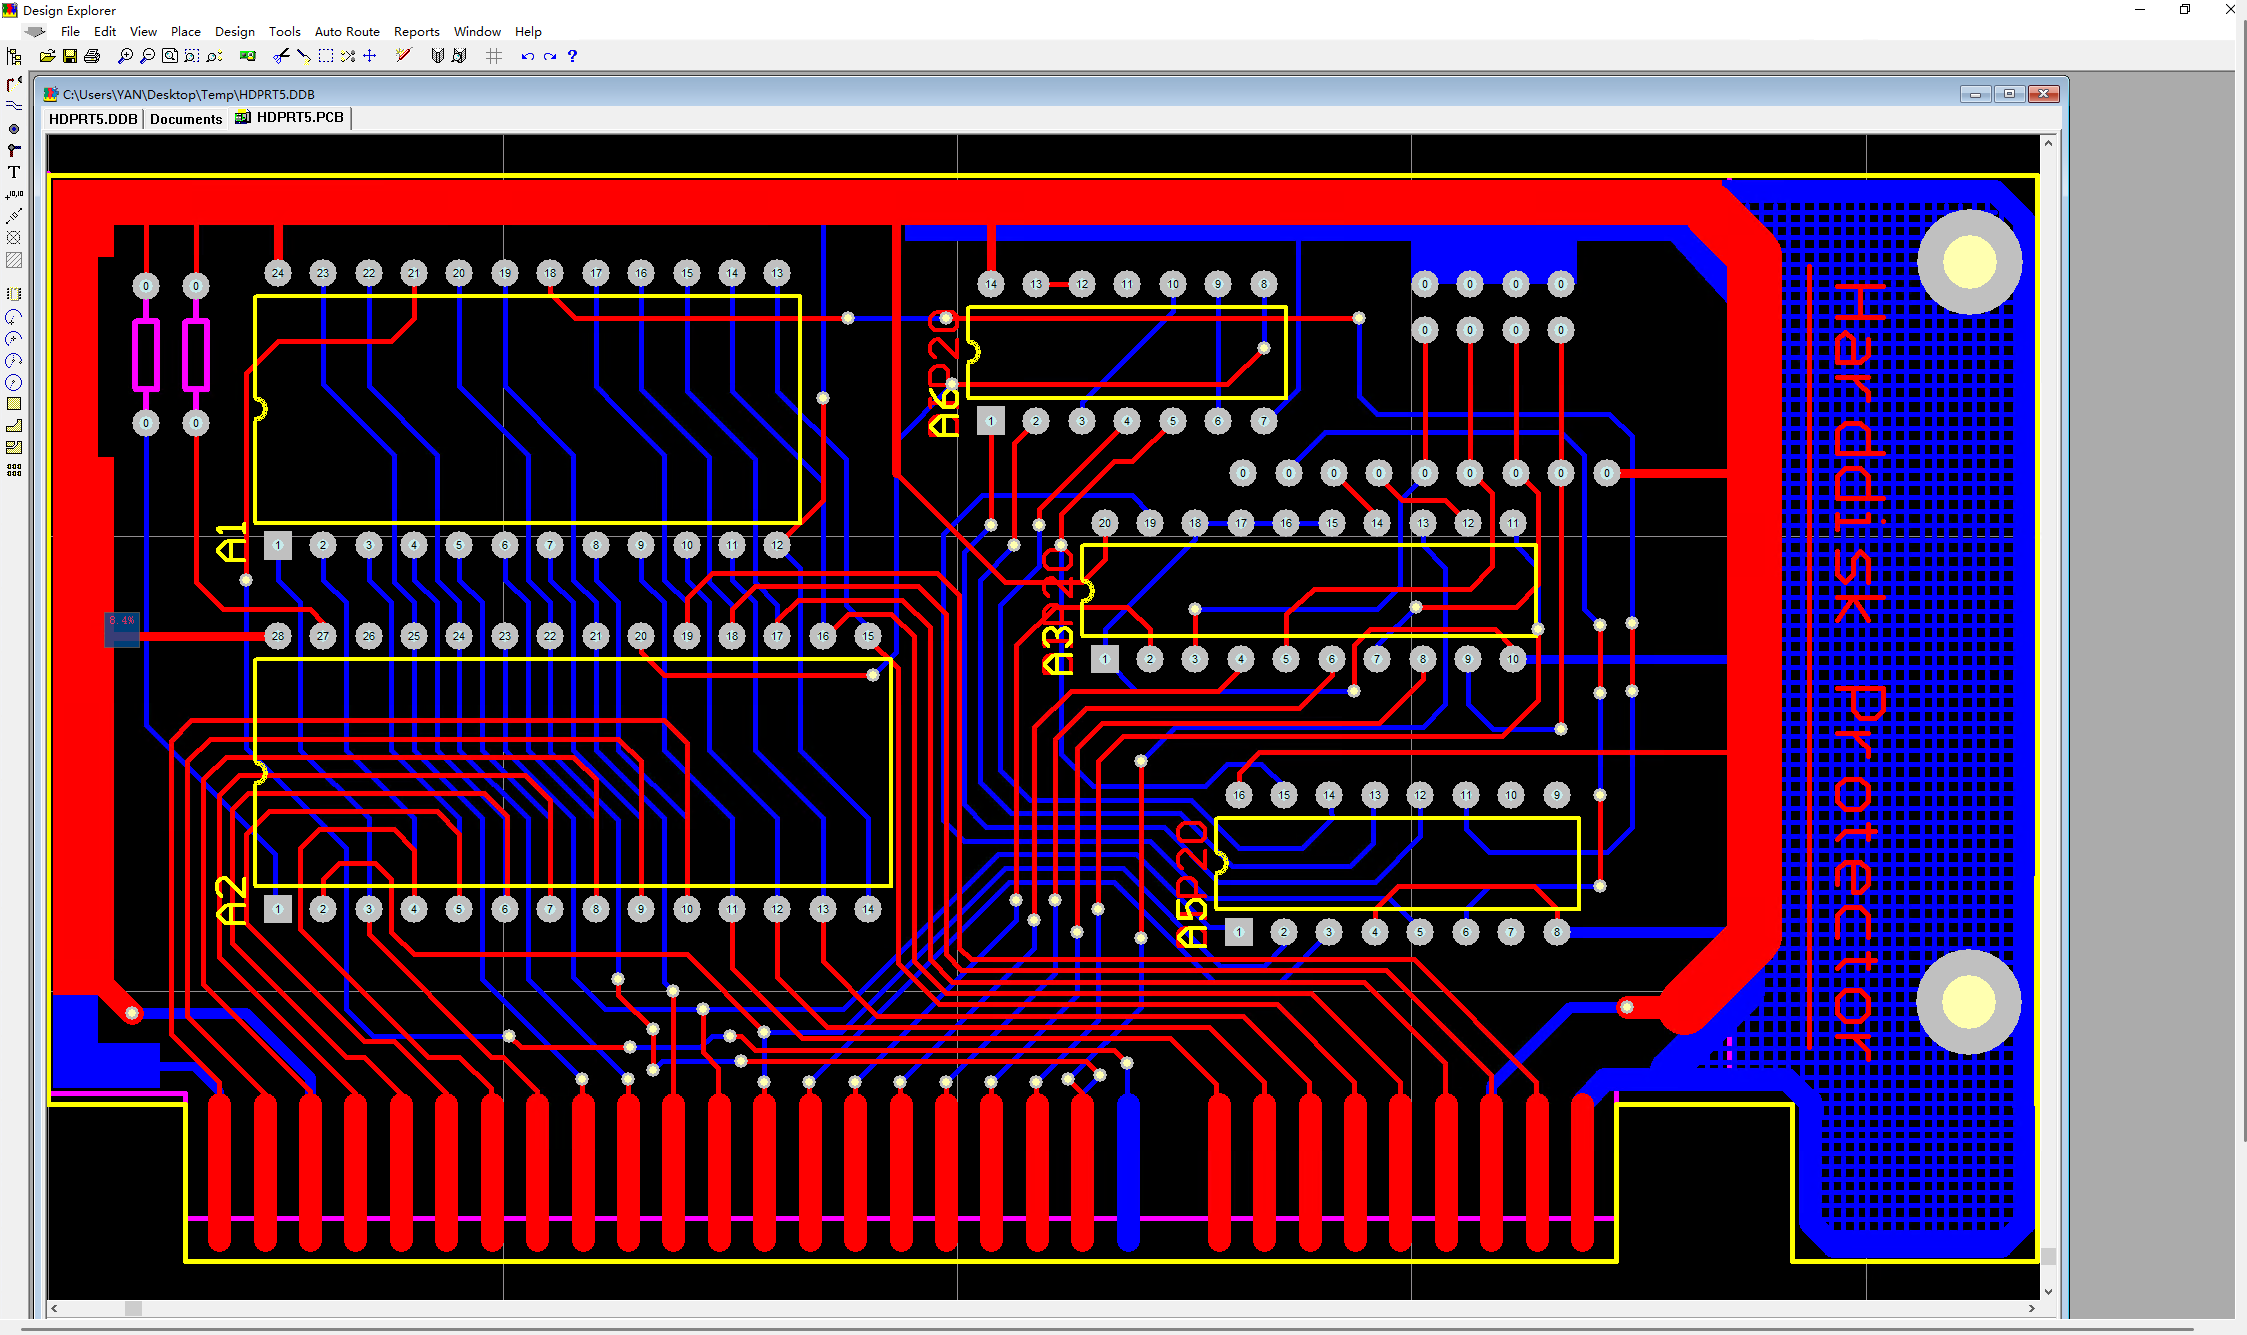 Design Explorer
File Edit View Place Design Tools Auto Route Reports Window Help
C:\Users\YAN\Desktop\Temp\HDPRT5.DDB
HDPRT5.DDB Documents HDPRT5.PCB
0 0 24 23 22 21 20 19 18 17 16 15 14 13
14 13 12 11 10 9 8
0 0 0 0
0 0 0 0
A6
0 0
1 2 3 4 5 6 7
0 0 0 0 0 0 0 0 0
20 19 18 17 16 15 14 13 12 11
A1
1 2 3 4 5 6 7 8 9 10 11 12
8.4%
28 27 26 25 24 23 22 21 20 19 18 17 16 15
A3
1 2 3 4 5 6 7 8 9 10
16 15 14 13 12 11 10 9
A2
1 2 3 4 5 6 7 8 9 10 11 12 13 14
A5
1 2 3 4 5 6 7 8
Harddisk Protector